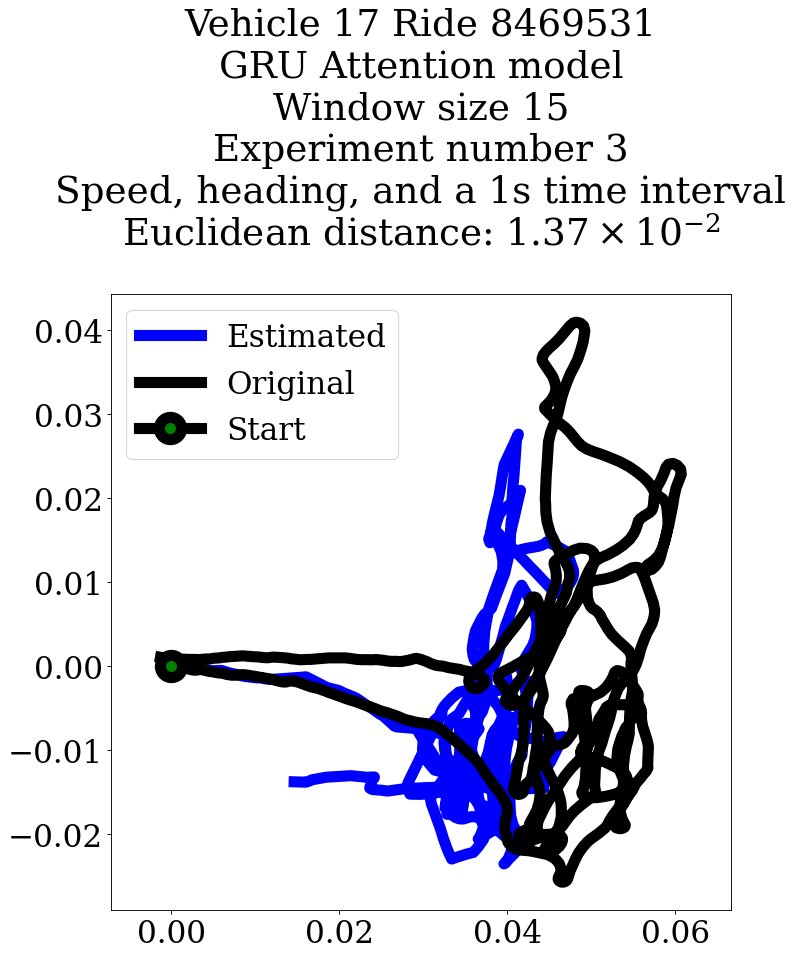 Vehicle 17 Ride 8469531
GRU Attention model
Window size 15
Experiment number 3
Speed, heading, and a 1s time interval
Euclidean distance: 1.37 × 10⁻²
Estimated
Original
Start
0.04
0.03
0.02
0.01
0.00
−0.01
−0.02
0.00 0.02 0.04 0.06